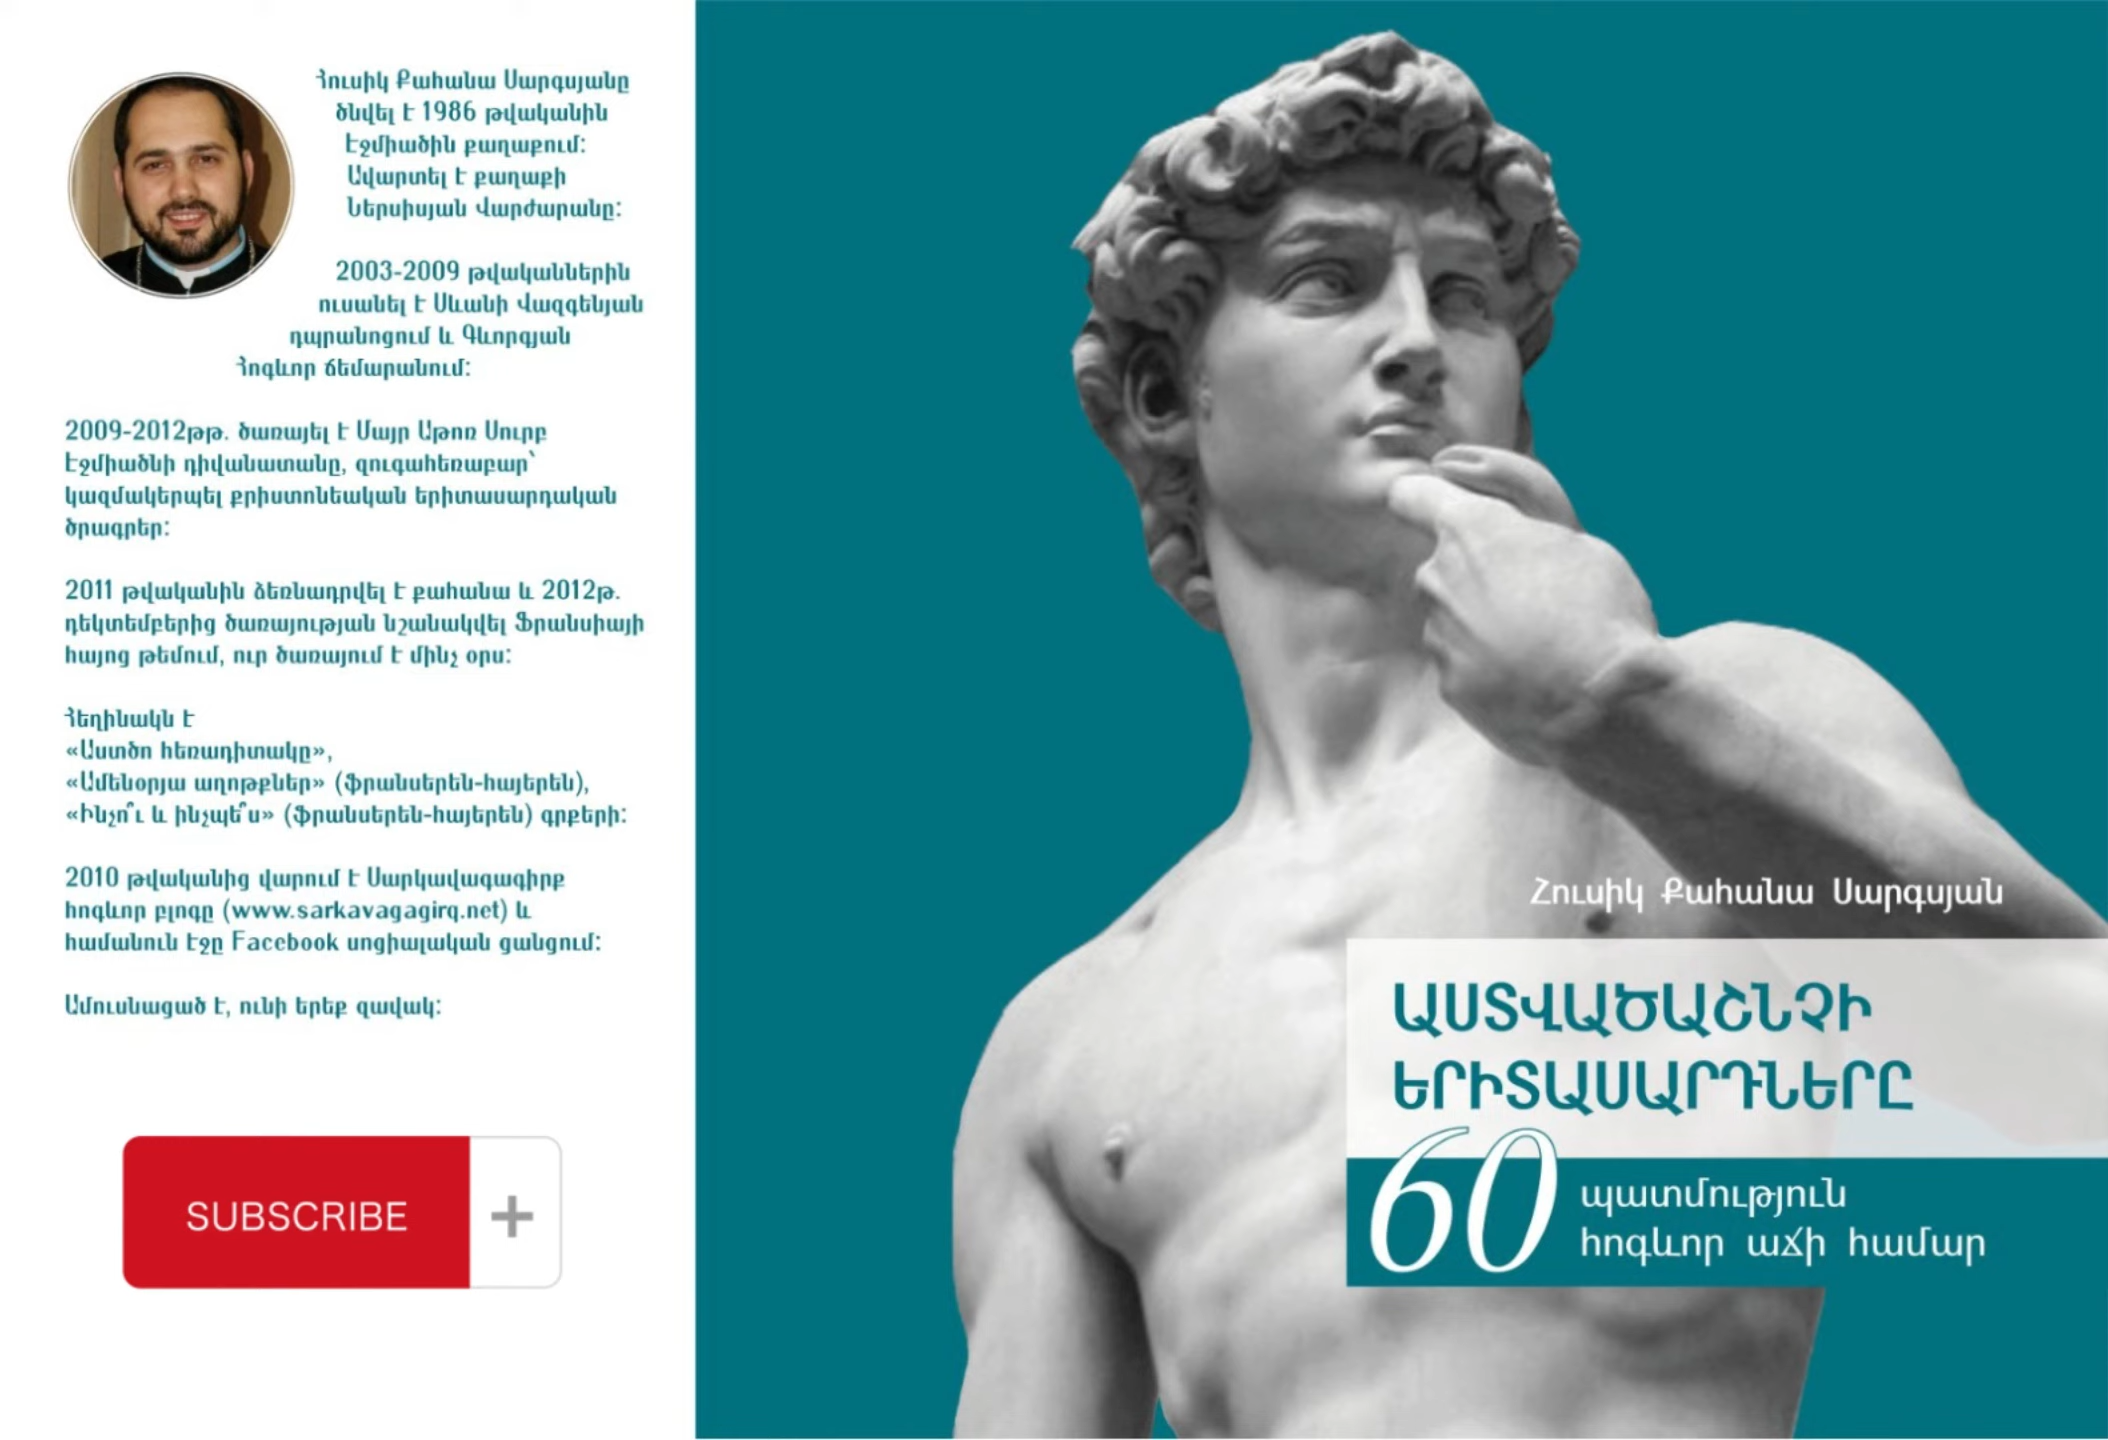 Հուսիկ Քահանա Սարգսյանը
ծնվել է 1986 թվականին
Էջմիածին քաղաքում:
Ավարտել է քաղաքի
Ներսիսյան Վարժարանը:
2003-2009 թվականներին
ուսանել է Սևանի Վազգենյան
դպրանոցում և Գևորգյան
Հոգևոր ճեմարանում:
2009-2012թթ. ծառայել է Մայր Աթոռ Սուրբ
Էջմիածնի դիվանատանը, զուգահեռաբար՝
կազմակերպել քրիստոնեական երիտասարդական
ծրագրեր:
2011 թվականին ձեռնադրվել է քահանա և 2012թ.
դեկտեմբերից ծառայության նշանակվել Ֆրանսիայի
հայոց թեմում, ուր ծառայում է մինչ օրս:
Հեղինակն է
«Աստծո հեռադիտակը»,
«Ամենօրյա աղոթքներ» (ֆրանսերեն-հայերեն),
«Ինչո՞ւ և ինչպե՞ս» (ֆրանսերեն-հայերեն) գրքերի:
2010 թվականից վարում է Սարկավագագիրք
հոգևոր բլոգը (www.sarkavagagirq.net) և
համանուն էջը Facebook սոցիալական ցանցում:
Ամուսնացած է, ունի երեք զավակ:
SUBSCRIBE +
Հուսիկ Քահանա Սարգսյան
ԱՍՏՎԱԾԱՇՆՉԻ
ԵՐԻՏԱՍԱՐԴՆԵՐԸ
60 պատմություն
հոգևոր աճի համար